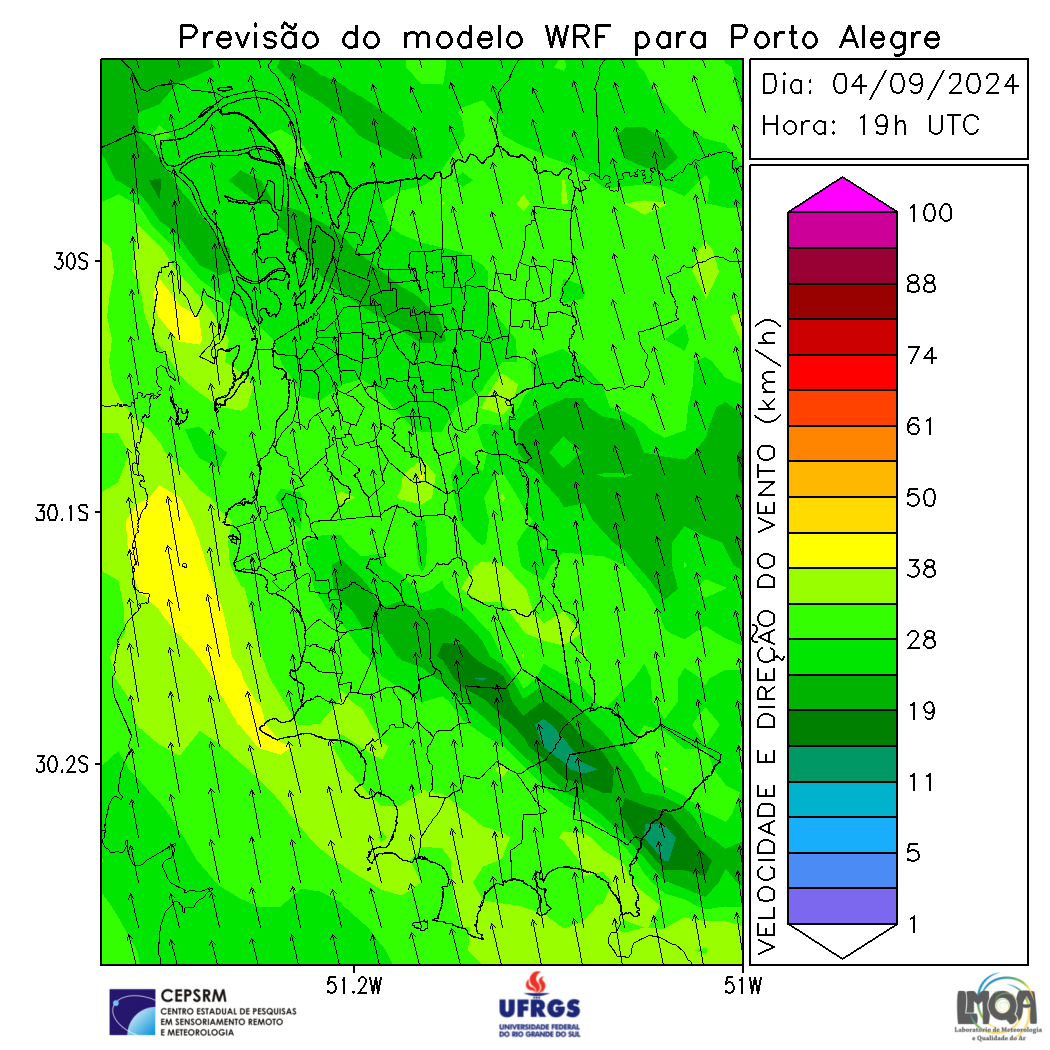 Previsão do modelo WRF para Porto Alegre
Dia: 04/09/2024
Hora: 19h UTC
30S
30.1S
30.2S
51.2W
51W
VELOCIDADE E DIREÇÃO DO VENTO (km/h)
100
88
74
61
50
38
28
19
11
5
1
CEPSRM
CENTRO ESTADUAL DE PESQUISAS
EM SENSORIAMENTO REMOTO
E METEOROLOGIA
UFRGS
UNIVERSIDADE FEDERAL
DO RIO GRANDE DO SUL
LMQA
Laboratório de Meteorologia
e Qualidade do Ar